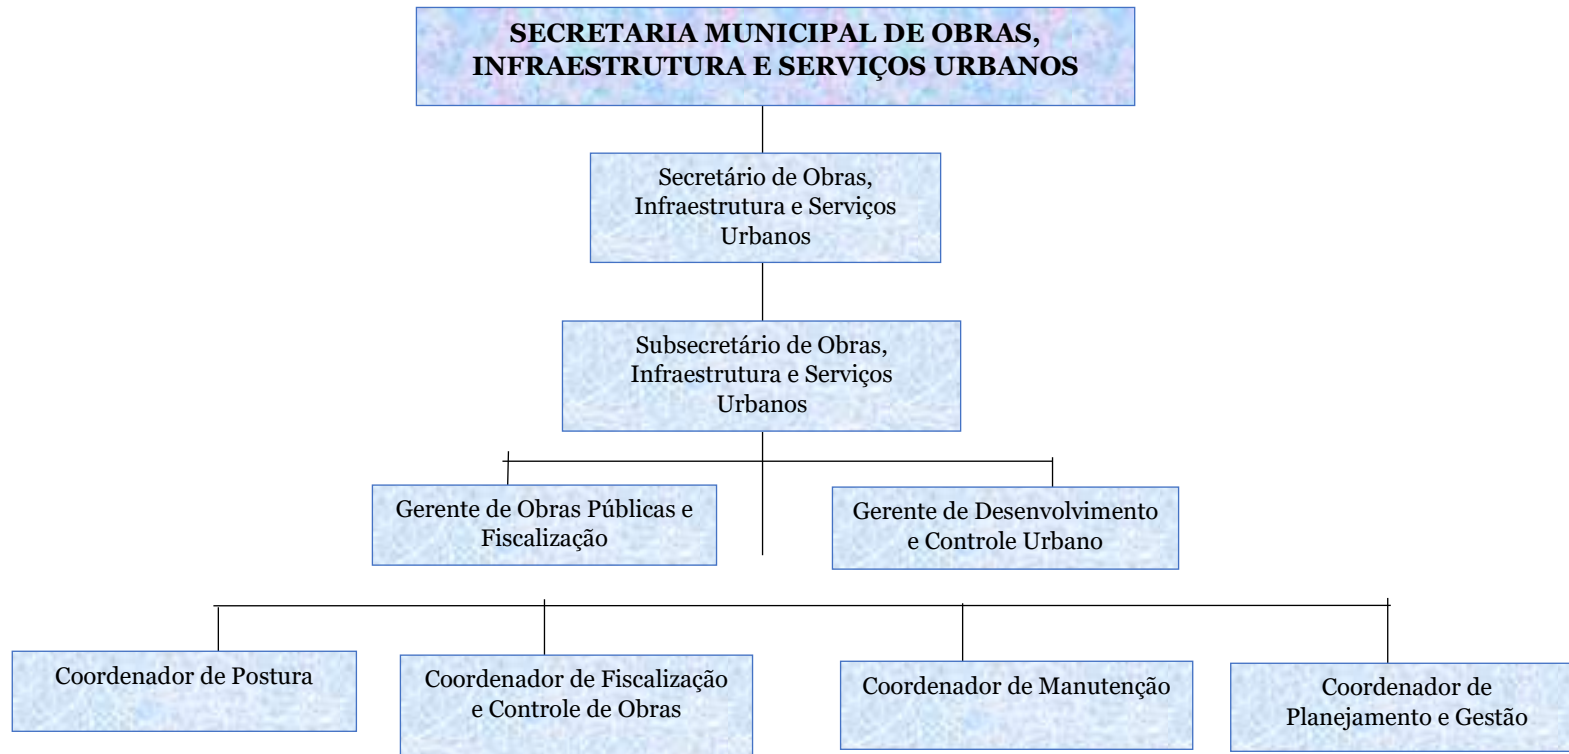 SECRETARIA MUNICIPAL DE OBRAS,
INFRAESTRUTURA E SERVIÇOS URBANOS
Secretário de Obras,
Infraestrutura e Serviços
Urbanos
Subsecretário de Obras,
Infraestrutura e Serviços
Urbanos
Gerente de Obras Públicas e
Fiscalização
Gerente de Desenvolvimento
e Controle Urbano
Coordenador de Postura
Coordenador de Fiscalização
e Controle de Obras
Coordenador de Manutenção
Coordenador de
Planejamento e Gestão